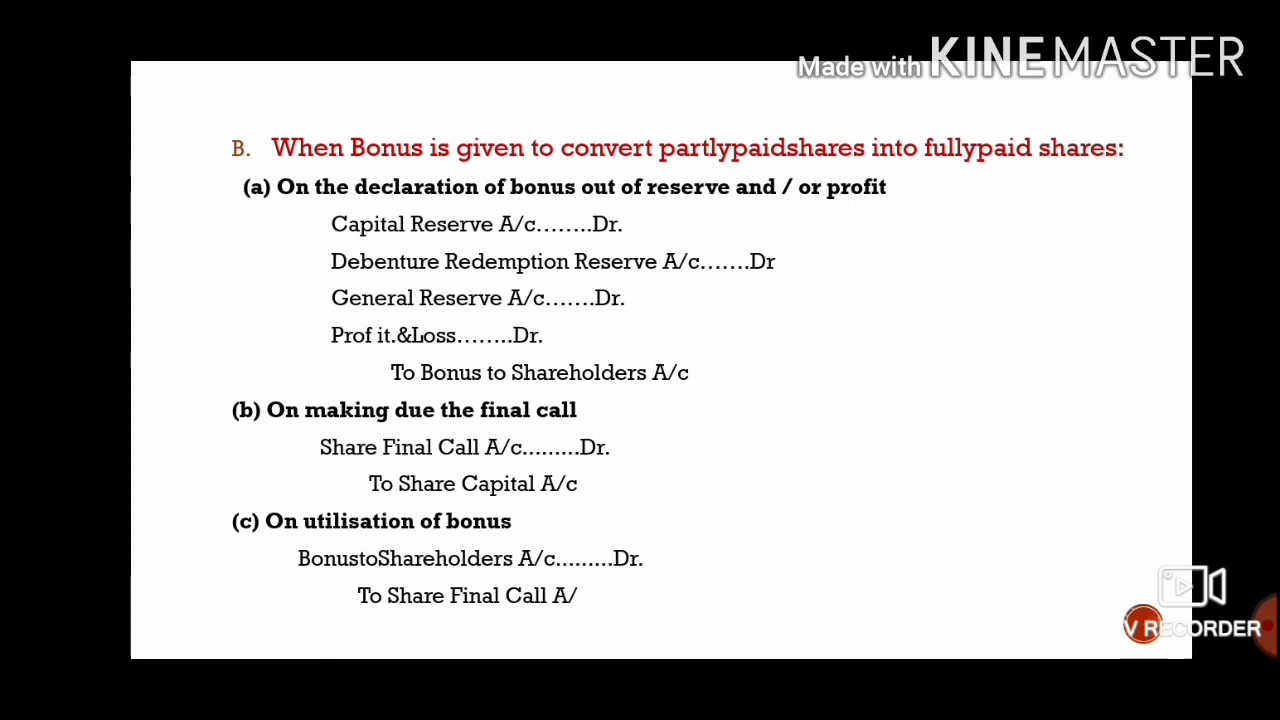 Made with KINEMASTER
B. When Bonus is given to convert partlypaidshares into fullypaid shares:
(a) On the declaration of bonus out of reserve and / or profit
Capital Reserve A/c........Dr.
Debenture Redemption Reserve A/c.......Dr
General Reserve A/c.......Dr.
Prof it.&Loss........Dr.
To Bonus to Shareholders A/c
(b) On making due the final call
Share Final Call A/c.........Dr.
To Share Capital A/c
(c) On utilisation of bonus
BonustoShareholders A/c.........Dr.
To Share Final Call A/
V RECORDER